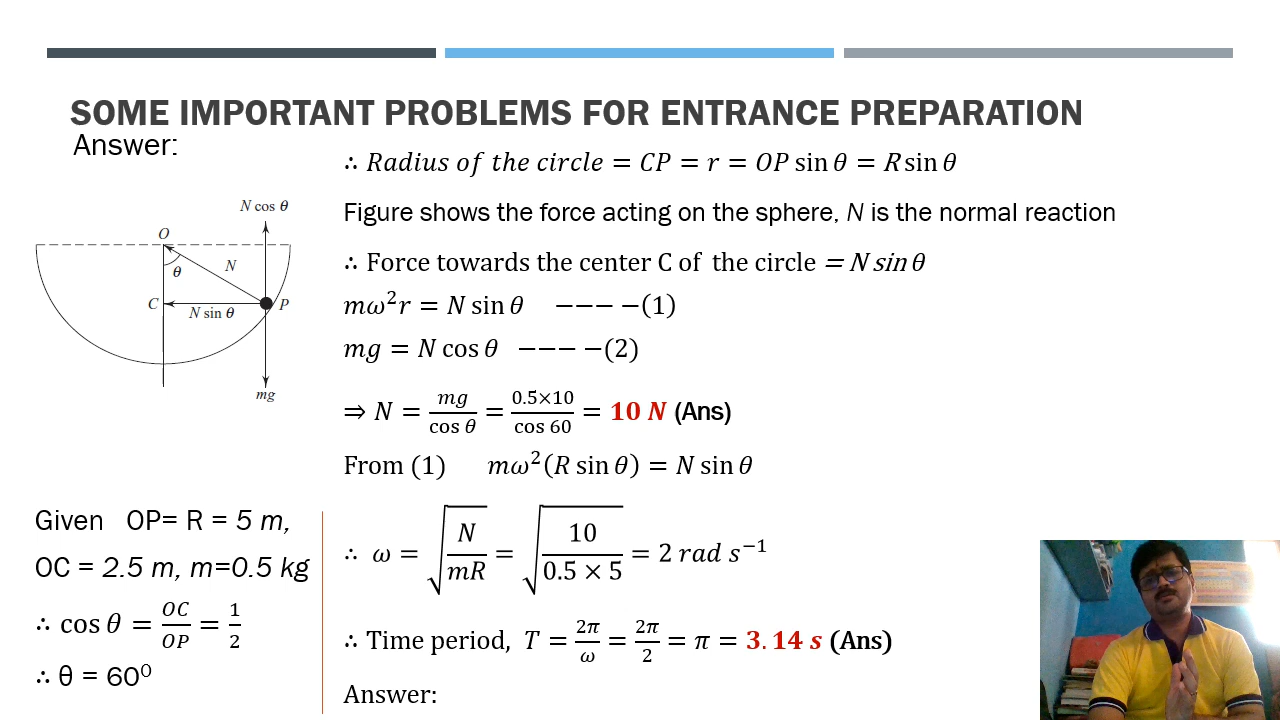 SOME IMPORTANT PROBLEMS FOR ENTRANCE PREPARATION
Answer:
N cos θ
O
θ
N
C
N sin θ
P
mg
Given OP= R = 5 m,
OC = 2.5 m, m=0.5 kg
∴ cos θ = OC/OP = 1/2
∴ θ = 60⁰
∴ Radius of the circle = CP = r = OP sin θ = R sin θ
Figure shows the force acting on the sphere, N is the normal reaction
∴ Force towards the center C of the circle = N sin θ
mω²r = N sin θ −−− −(1)
mg = N cos θ −−− −(2)
⇒ N = mg/cos θ = 0.5×10/cos 60 = 10 N (Ans)
From (1) mω²(R sin θ) = N sin θ
∴ ω = √(N/mR) = √(10/0.5 × 5) = 2 rad s⁻¹
∴ Time period, T = 2π/ω = 2π/2 = π = 3.14 s (Ans)
Answer: